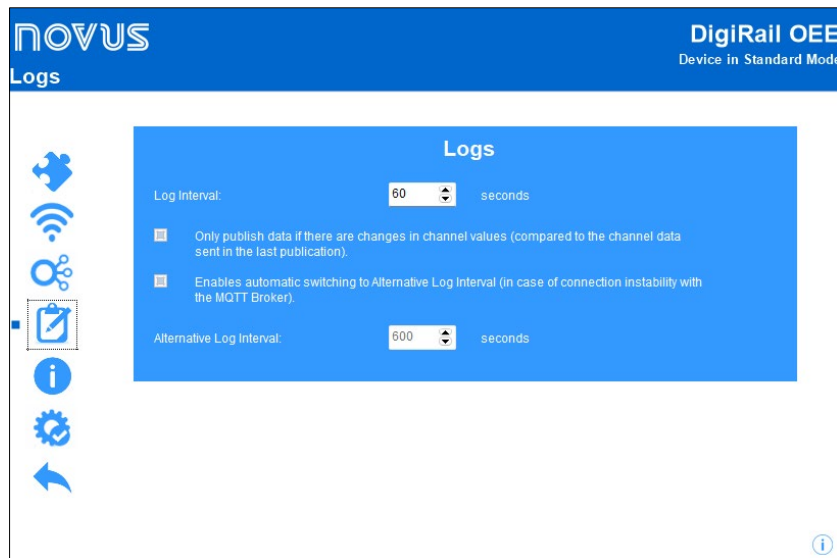 NOVUS
DigiRail OEE
Device in Standard Mode
Logs
Logs
Log Interval:
60
seconds
Only publish data if there are changes in channel values (compared to the channel data
sent in the last publication).
Enables automatic switching to Alternative Log Interval (in case of connection instability with
the MQTT Broker).
Alternative Log Interval:
600
seconds